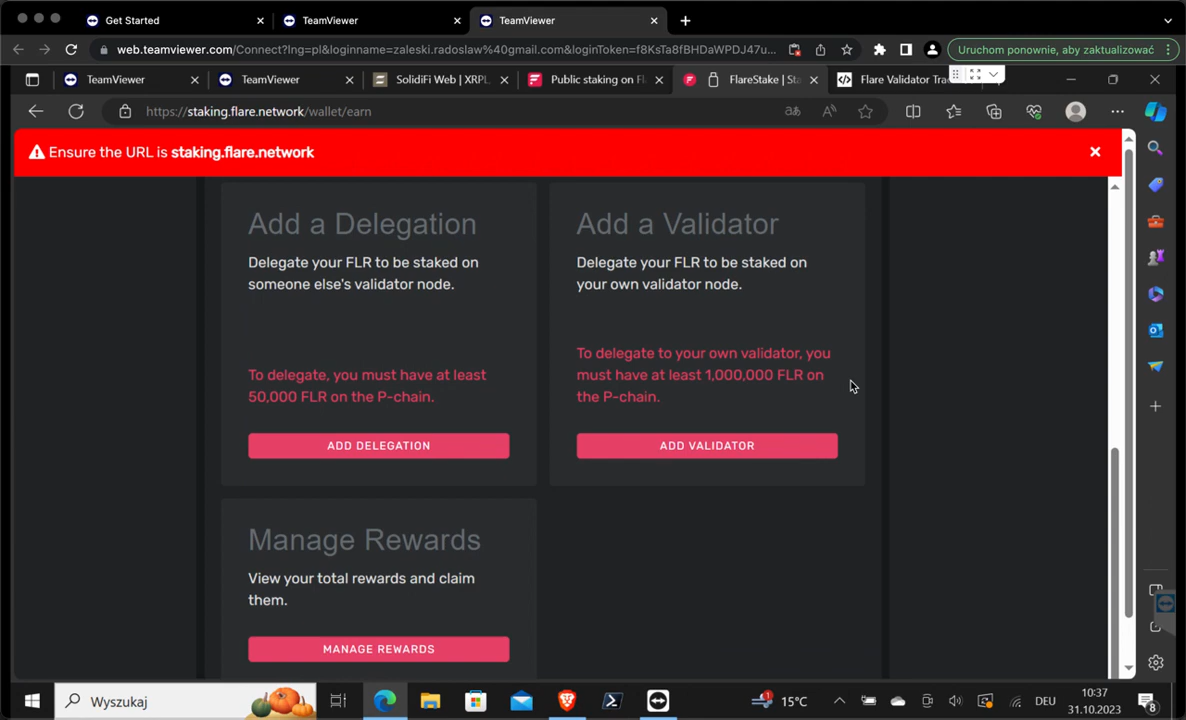 Get Started
TeamViewer
TeamViewer
web.teamviewer.com/Connect?lng=pl&loginname=zaleski.radoslaw%40gmail.com&loginToken=f8KsTa8fBHDaWPDJ47u...
Uruchom ponownie, aby zaktualizować
TeamViewer
TeamViewer
SolidiFi Web | XRPL
Public staking on Fl
FlareStake | Sta
Flare Validator Tra
https://staking.flare.network/wallet/earn
Ensure the URL is staking.flare.network
Add a Delegation
Delegate your FLR to be staked on
someone else's validator node.
To delegate, you must have at least
50,000 FLR on the P-chain.
ADD DELEGATION
Add a Validator
Delegate your FLR to be staked on
your own validator node.
To delegate to your own validator, you
must have at least 1,000,000 FLR on
the P-chain.
ADD VALIDATOR
Manage Rewards
View your total rewards and claim
them.
MANAGE REWARDS
Wyszukaj
1
15°C
DEU
10:37
31.10.2023
8